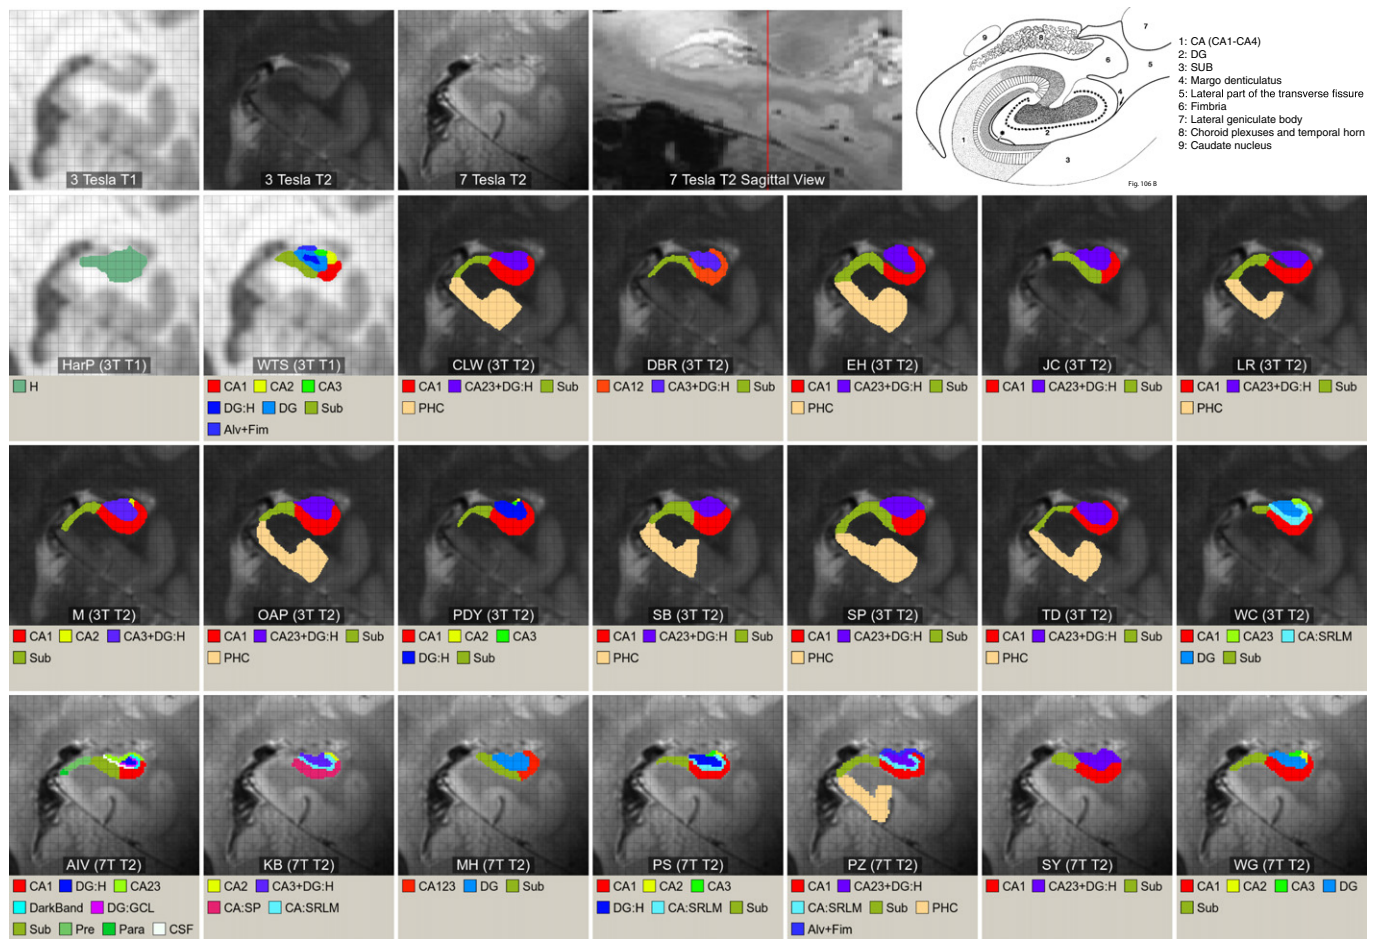 3 Tesla T1
3 Tesla T2
7 Tesla T2
7 Tesla T2 Sagittal View
9
8
7
6
5
4
1
2
3
Fig. 106 B
1: CA (CA1-CA4)
2: DG
3: SUB
4: Margo denticulatus
5: Lateral part of the transverse fissure
6: Fimbria
7: Lateral geniculate body
8: Choroid plexuses and temporal horn
9: Caudate nucleus
HarP (3T T1)
H
WTS (3T T1)
CA1 CA2 CA3
DG:H DG Sub
Alv+Fim
CLW (3T T2)
CA1 CA23+DG:H Sub
PHC
DBR (3T T2)
CA12 CA3+DG:H Sub
EH (3T T2)
CA1 CA23+DG:H Sub
PHC
JC (3T T2)
CA1 CA23+DG:H Sub
LR (3T T2)
CA1 CA23+DG:H Sub
PHC
M (3T T2)
CA1 CA2 CA3+DG:H
Sub
OAP (3T T2)
CA1 CA23+DG:H Sub
PHC
PDY (3T T2)
CA1 CA2 CA3
DG:H Sub
SB (3T T2)
CA1 CA23+DG:H Sub
PHC
SP (3T T2)
CA1 CA23+DG:H Sub
PHC
TD (3T T2)
CA1 CA23+DG:H Sub
PHC
WC (3T T2)
CA1 CA23 CA:SRLM
DG Sub
AIV (7T T2)
CA1 DG:H CA23
DarkBand DG:GCL
Sub Pre Para CSF
KB (7T T2)
CA2 CA3+DG:H
CA:SP CA:SRLM
MH (7T T2)
CA123 DG Sub
PS (7T T2)
CA1 CA2 CA3
DG:H CA:SRLM Sub
PZ (7T T2)
CA1 CA23+DG:H
CA:SRLM Sub PHC
Alv+Fim
SY (7T T2)
CA1 CA23+DG:H Sub
WG (7T T2)
CA1 CA2 CA3 DG
Sub